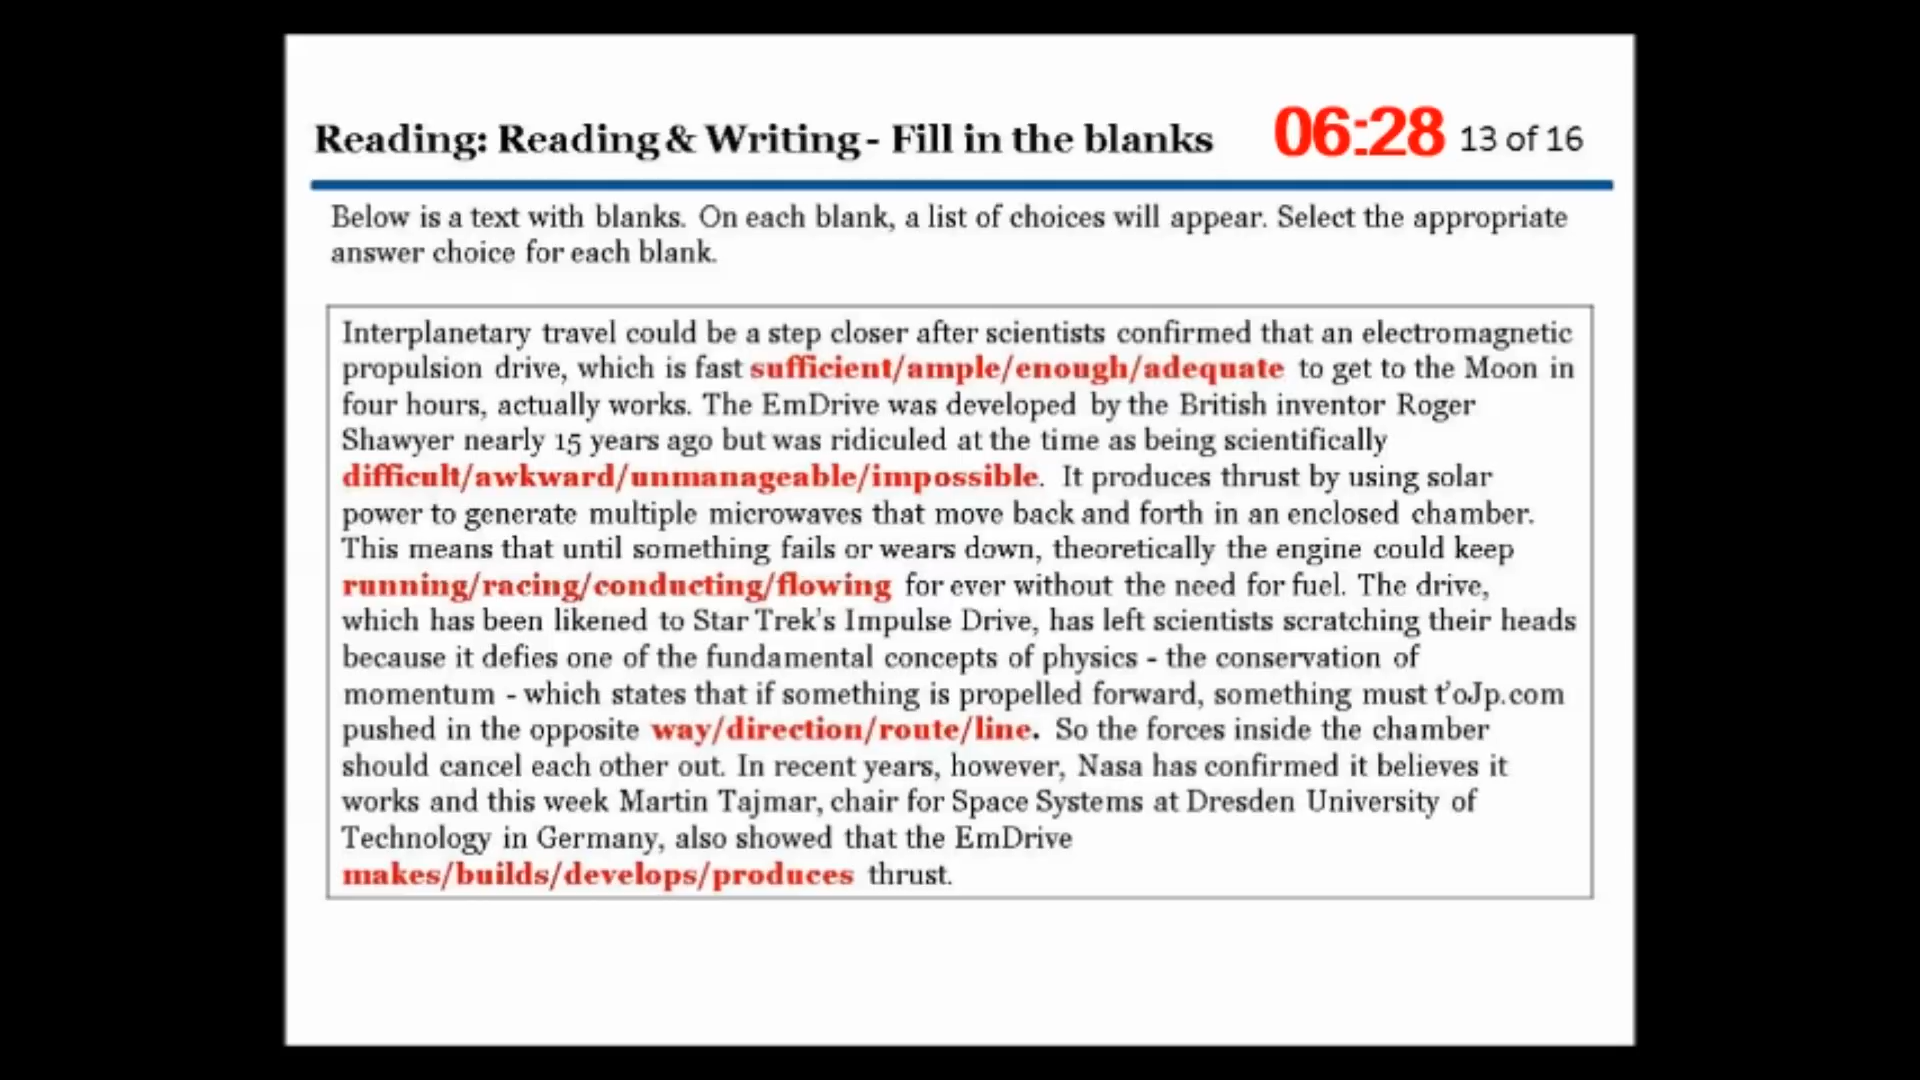 Reading: Reading & Writing - Fill in the blanks 06:28 13 of 16
Below is a text with blanks. On each blank, a list of choices will appear. Select the appropriate
answer choice for each blank.
Interplanetary travel could be a step closer after scientists confirmed that an electromagnetic
propulsion drive, which is fast sufficient/ample/enough/adequate to get to the Moon in
four hours, actually works. The EmDrive was developed by the British inventor Roger
Shawyer nearly 15 years ago but was ridiculed at the time as being scientifically
difficult/awkward/unmanageable/impossible. It produces thrust by using solar
power to generate multiple microwaves that move back and forth in an enclosed chamber.
This means that until something fails or wears down, theoretically the engine could keep
running/racing/conducting/flowing for ever without the need for fuel. The drive,
which has been likened to Star Trek's Impulse Drive, has left scientists scratching their heads
because it defies one of the fundamental concepts of physics - the conservation of
momentum - which states that if something is propelled forward, something must t'oJp.com
pushed in the opposite way/direction/route/line. So the forces inside the chamber
should cancel each other out. In recent years, however, Nasa has confirmed it believes it
works and this week Martin Tajmar, chair for Space Systems at Dresden University of
Technology in Germany, also showed that the EmDrive
makes/builds/develops/produces thrust.